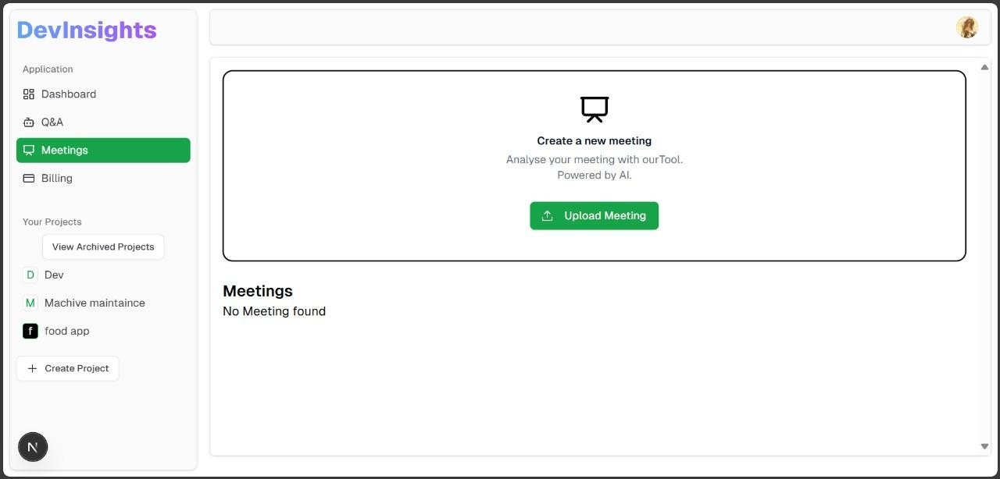 DevInsights
Application
Dashboard
Q&A
Meetings
Billing
Your Projects
View Archived Projects
D Dev
M Machive maintaince
f food app
Create Project
N
Create a new meeting
Analyse your meeting with ourTool.
Powered by AI.
Upload Meeting
Meetings
No Meeting found